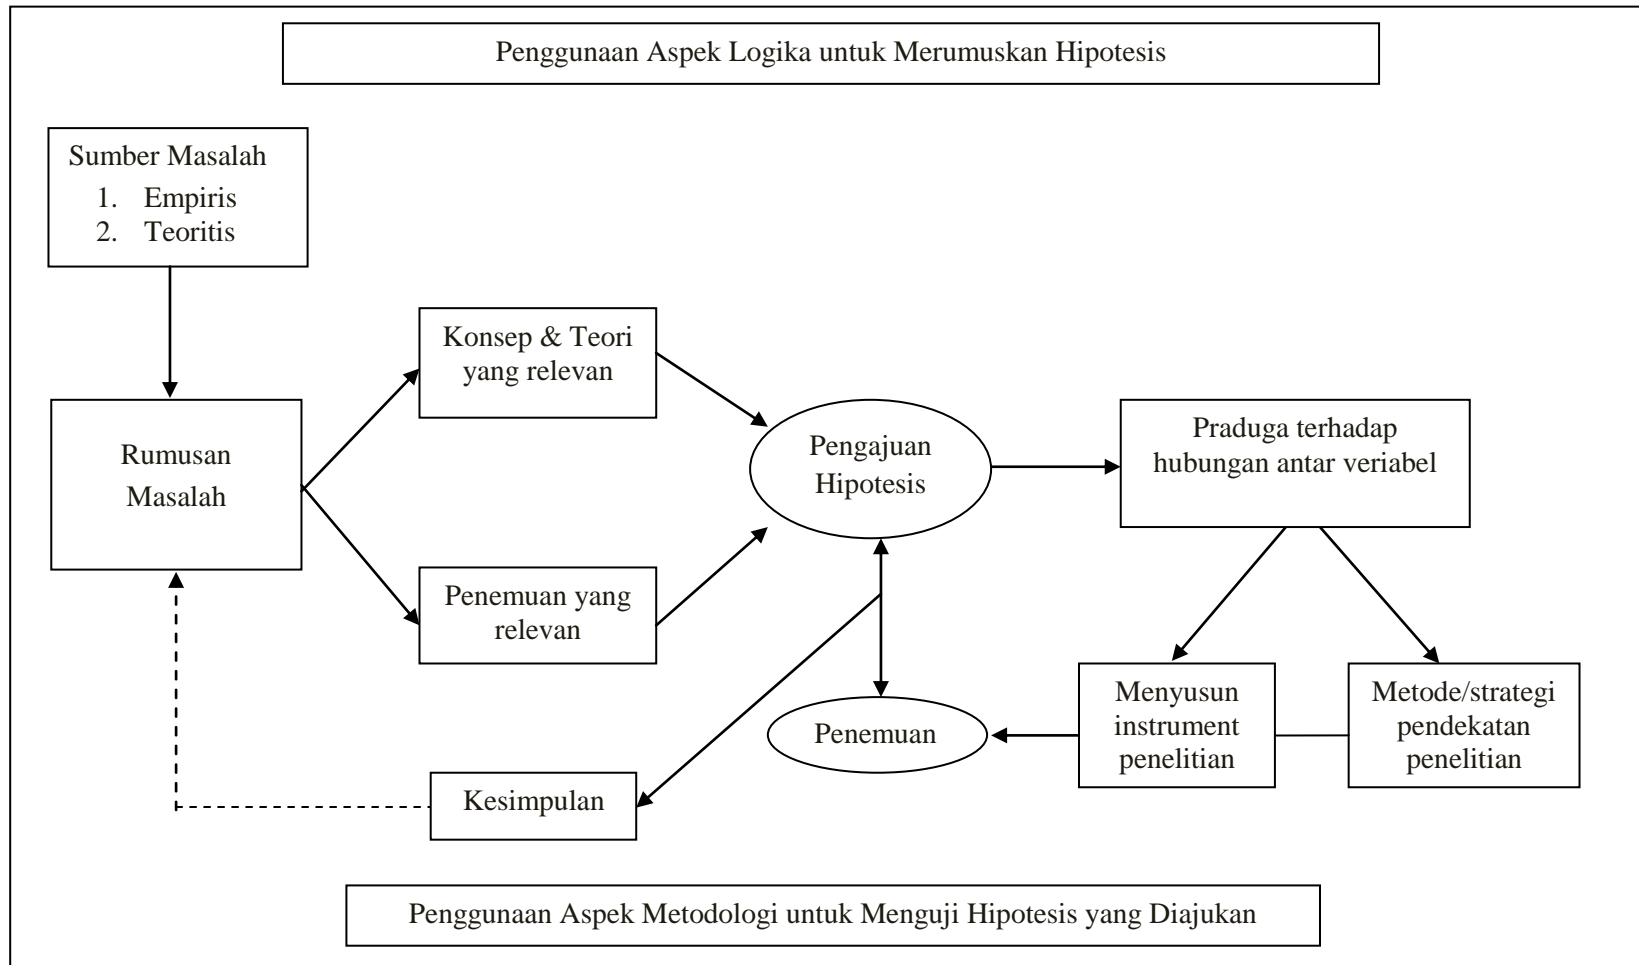 Penggunaan Aspek Logika untuk Merumuskan Hipotesis
Sumber Masalah
1. Empiris
2. Teoritis
Konsep & Teori
yang relevan
Rumusan
Masalah
Pengajuan
Hipotesis
Praduga terhadap
hubungan antar veriabel
Penemuan yang
relevan
Menyusun
instrument
penelitian
Metode/strategi
pendekatan
penelitian
Penemuan
Kesimpulan
Penggunaan Aspek Metodologi untuk Menguji Hipotesis yang Diajukan